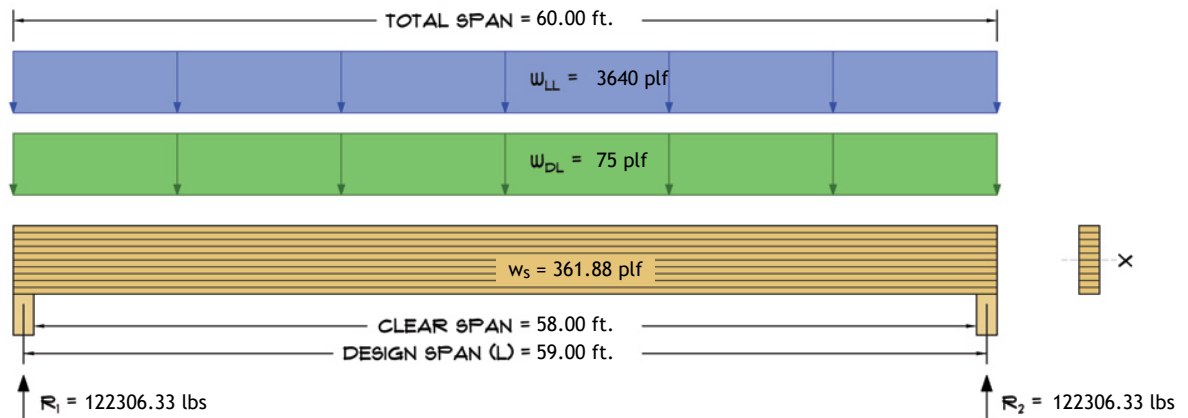 TOTAL SPAN = 60.00 ft.
WLL = 3640 plf
WDL = 75 plf
ws = 361.88 plf
X
CLEAR SPAN = 58.00 ft.
DESIGN SPAN (L) = 59.00 ft.
R1 = 122306.33 lbs
R2 = 122306.33 lbs